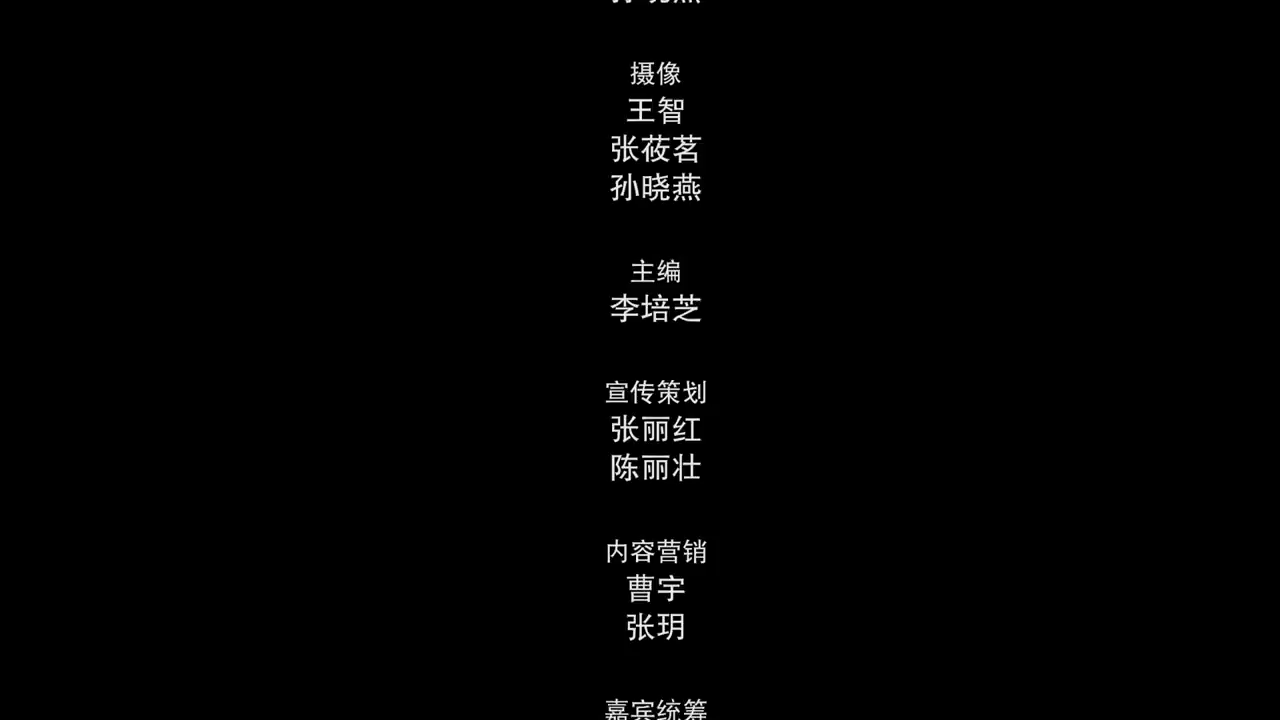 摄像
王智
张莜茗
孙晓燕
主编
李培芝
宣传策划
张丽红
陈丽壮
内容营销
曹宇
张玥
嘉宾统筹